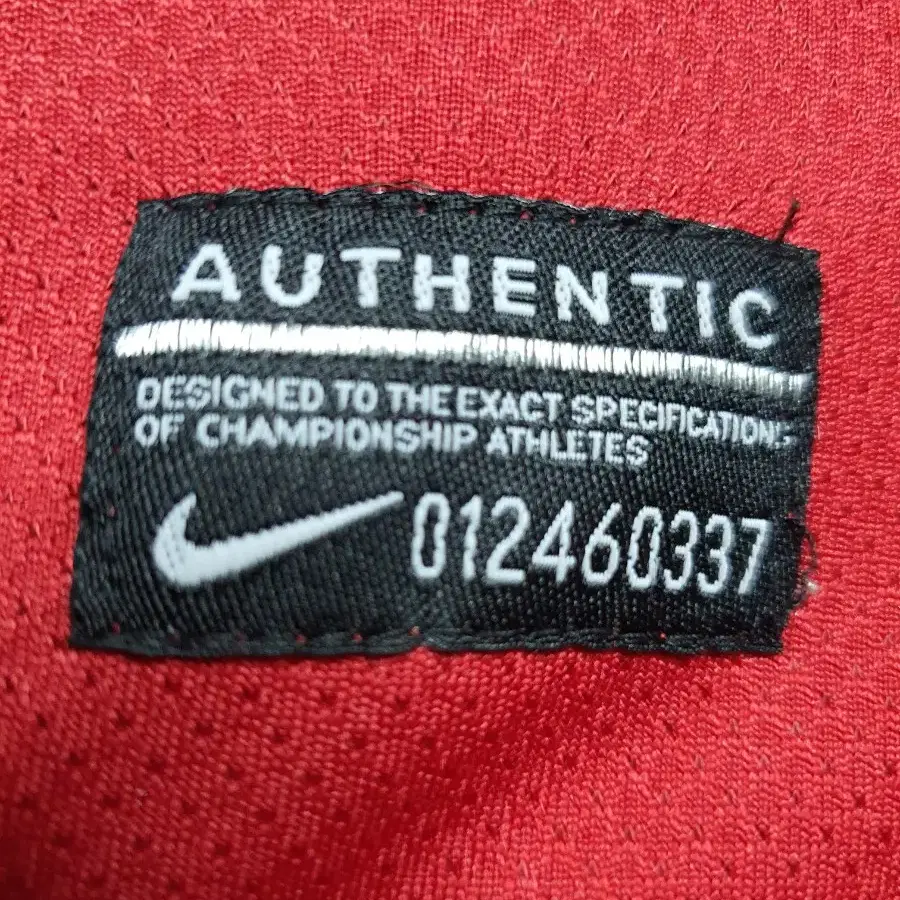 AUTHENTIC
DESIGNED TO THE EXACT SPECIFICATIONS
OF CHAMPIONSHIP ATHLETES
012460337